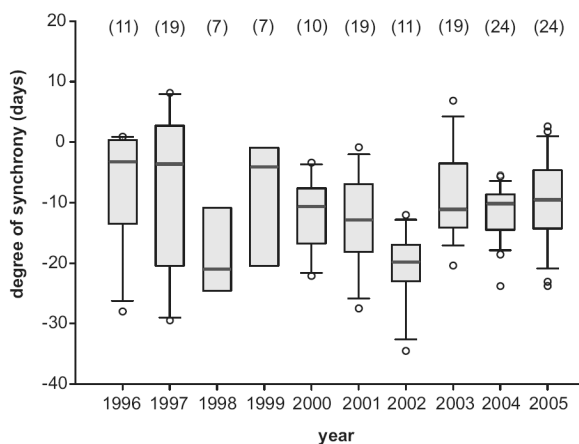 20
(11) (19) (7) (7) (10) (19) (11) (19) (24) (24)
10
0
-10
-20
-30
-40
degree of synchrony (days)
1996 1997 1998 1999 2000 2001 2002 2003 2004 2005
year